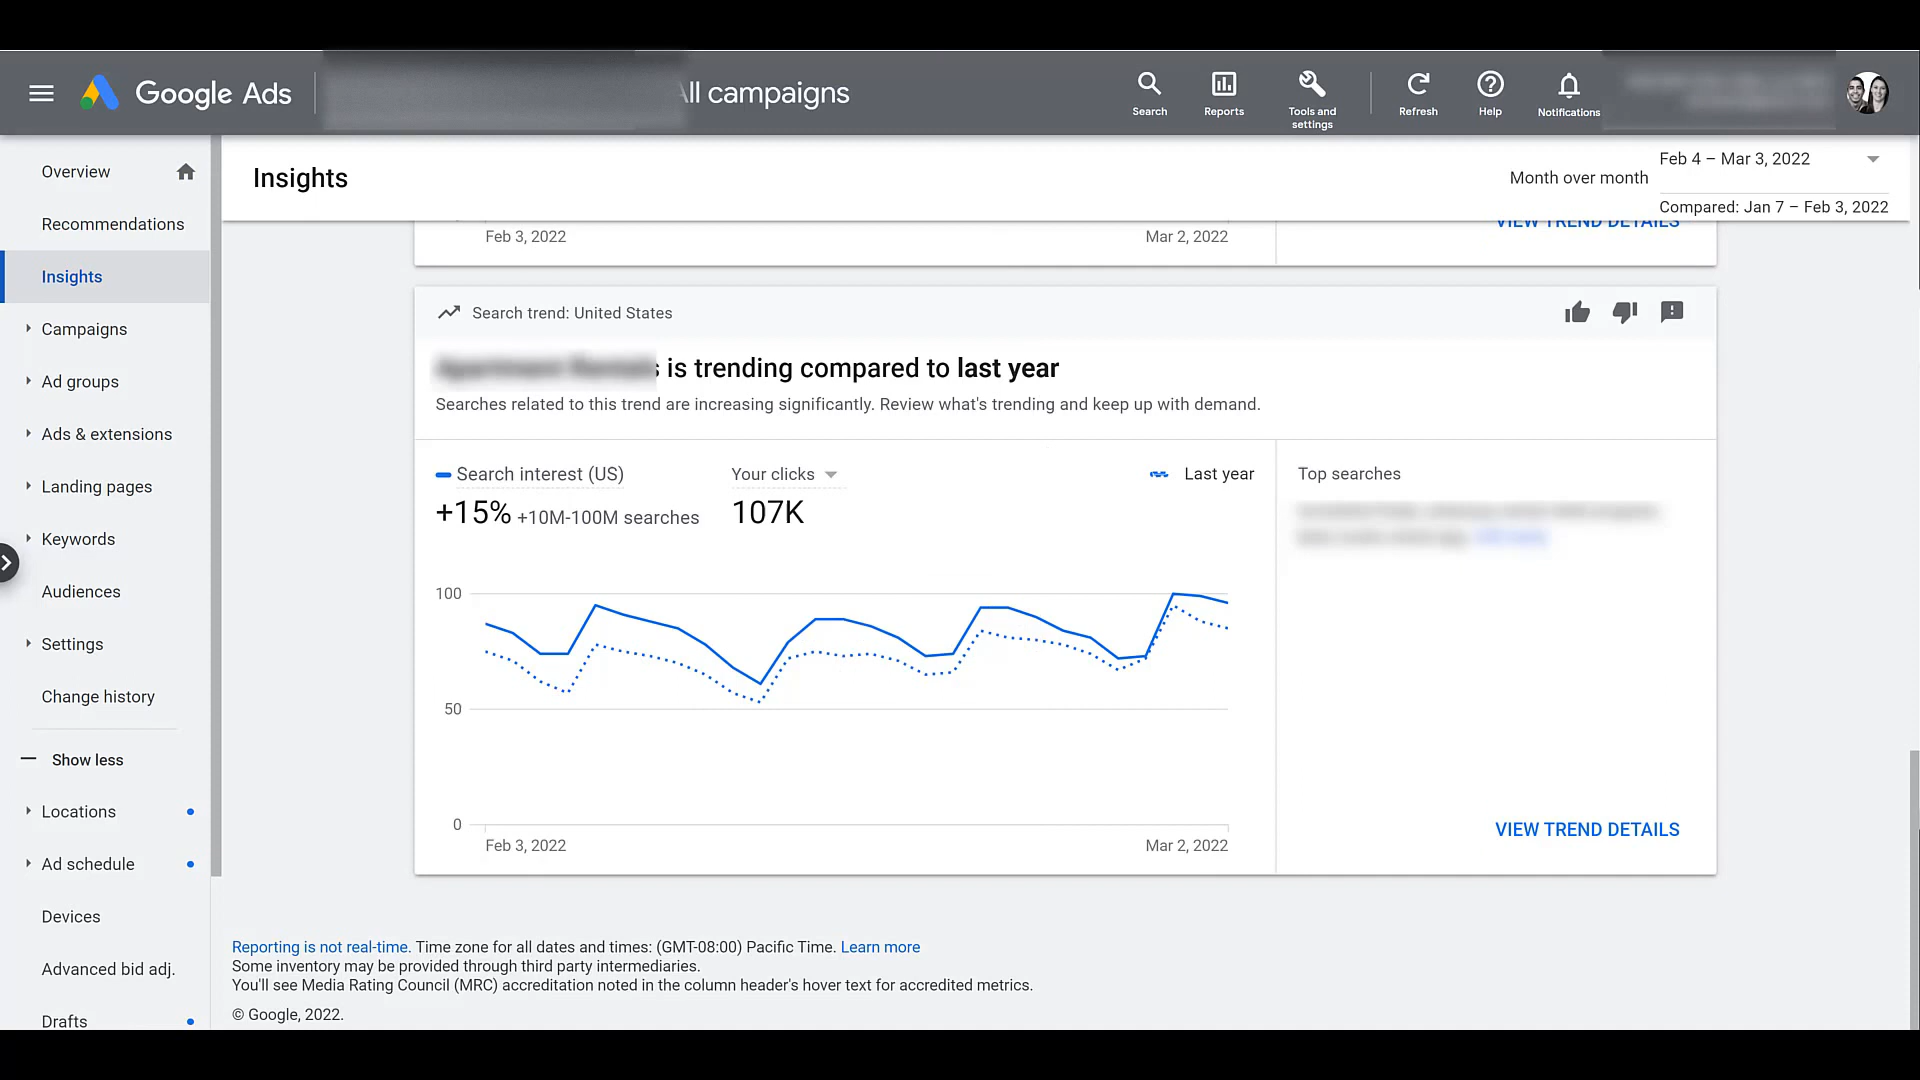 Google Ads
All campaigns
Search
Reports
Tools and
settings
Refresh
Help
Notifications
Overview
Recommendations
Insights
Campaigns
Ad groups
Ads & extensions
Landing pages
Keywords
Audiences
Settings
Change history
Show less
Locations
Ad schedule
Devices
Advanced bid adj.
Drafts
Insights
Month over month
Feb 4 – Mar 3, 2022
Compared: Jan 7 – Feb 3, 2022
VIEW TREND DETAILS
Feb 3, 2022
Mar 2, 2022
Search trend: United States
is trending compared to last year
Searches related to this trend are increasing significantly. Review what's trending and keep up with demand.
Search interest (US)
Your clicks
Last year
+15% +10M-100M searches
107K
Top searches
100
50
0
Feb 3, 2022
Mar 2, 2022
VIEW TREND DETAILS
Reporting is not real-time. Time zone for all dates and times: (GMT-08:00) Pacific Time. Learn more
Some inventory may be provided through third party intermediaries.
You'll see Media Rating Council (MRC) accreditation noted in the column header's hover text for accredited metrics.
© Google, 2022.